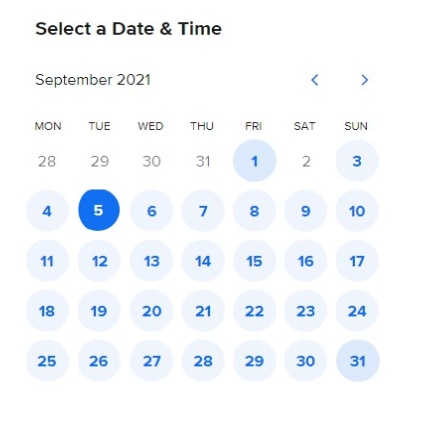 Select a Date & Time
September 2021
MON TUE WED THU FRI SAT SUN
28 29 30 31 1 2 3
4 5 6 7 8 9 10
11 12 13 14 15 16 17
18 19 20 21 22 23 24
25 26 27 28 29 30 31